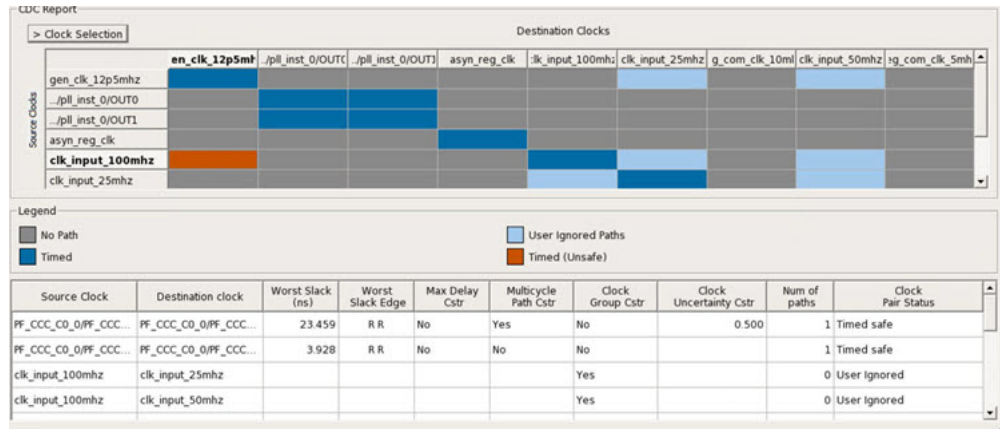 CDC Report
> Clock Selection
Destination Clocks
en_clk_12p5mh ../pll_inst_0/OUT0 ../pll_inst_0/OUT1 asyn_reg_clk :lk_input_100mhz clk_input_25mhz g_com_clk_10ml clk_input_50mhz :g_com_clk_5mh
Source Clocks
gen_clk_12p5mhz
.../pll_inst_0/OUT0
.../pll_inst_0/OUT1
asyn_reg_clk
clk_input_100mhz
clk_input_25mhz
Legend
No Path User Ignored Paths
Timed Timed (Unsafe)
Source Clock Destination clock Worst Slack (ns) Worst Slack Edge Max Delay Cstr Multicycle Path Cstr Clock Group Cstr Clock Uncertainty Cstr Num of paths Clock Pair Status
PF_CCC_C0_0/PF_CCC... PF_CCC_C0_0/PF_CCC... 23.459 R R No Yes No 0.500 1 Timed safe
PF_CCC_C0_0/PF_CCC... PF_CCC_C0_0/PF_CCC... 3.928 R R No No No 1 Timed safe
clk_input_100mhz clk_input_25mhz Yes 0 User Ignored
clk_input_100mhz clk_input_50mhz Yes 0 User Ignored